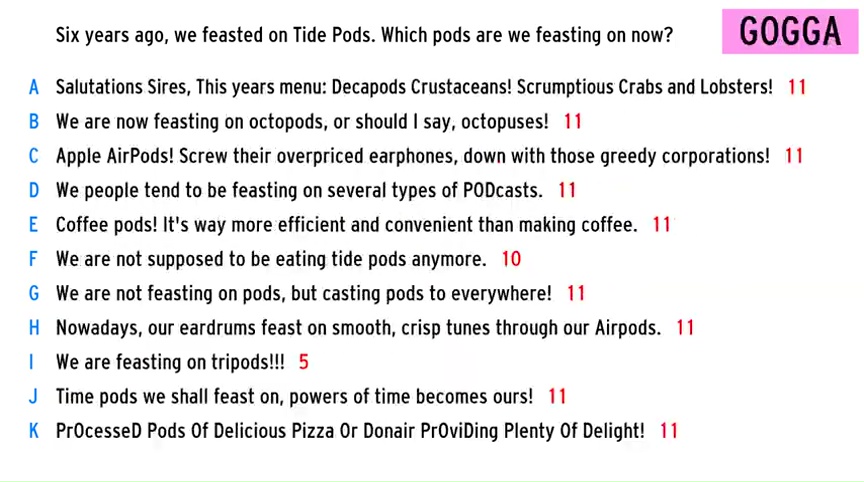 Six years ago, we feasted on Tide Pods. Which pods are we feasting on now?
GOGGA
A Salutations Sires, This years menu: Decapods Crustaceans! Scrumptious Crabs and Lobsters! 11
B We are now feasting on octopods, or should I say, octopuses! 11
C Apple AirPods! Screw their overpriced earphones, down with those greedy corporations! 11
D We people tend to be feasting on several types of PODcasts. 11
E Coffee pods! It's way more efficient and convenient than making coffee. 11
F We are not supposed to be eating tide pods anymore. 10
G We are not feasting on pods, but casting pods to everywhere! 11
H Nowadays, our eardrums feast on smooth, crisp tunes through our Airpods. 11
I We are feasting on tripods!!! 5
J Time pods we shall feast on, powers of time becomes ours! 11
K PrOcesseD Pods Of Delicious Pizza Or Donair PrOviDing Plenty Of Delight! 11